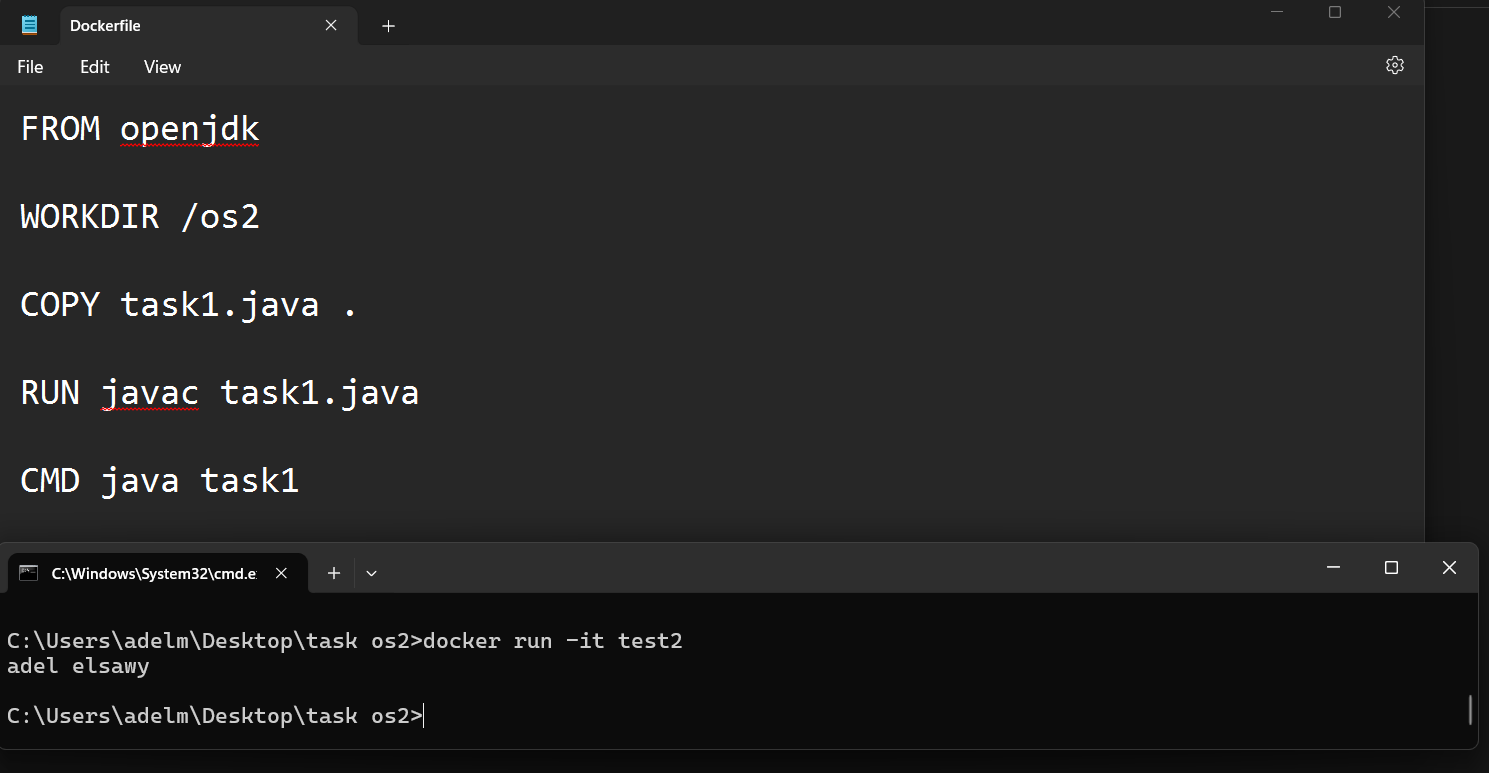 Dockerfile
File Edit View
FROM openjdk
WORKDIR /os2
COPY task1.java .
RUN javac task1.java
CMD java task1
C:\Windows\System32\cmd.e
C:\Users\adelm\Desktop\task os2>docker run -it test2
adel elsawy
C:\Users\adelm\Desktop\task os2>